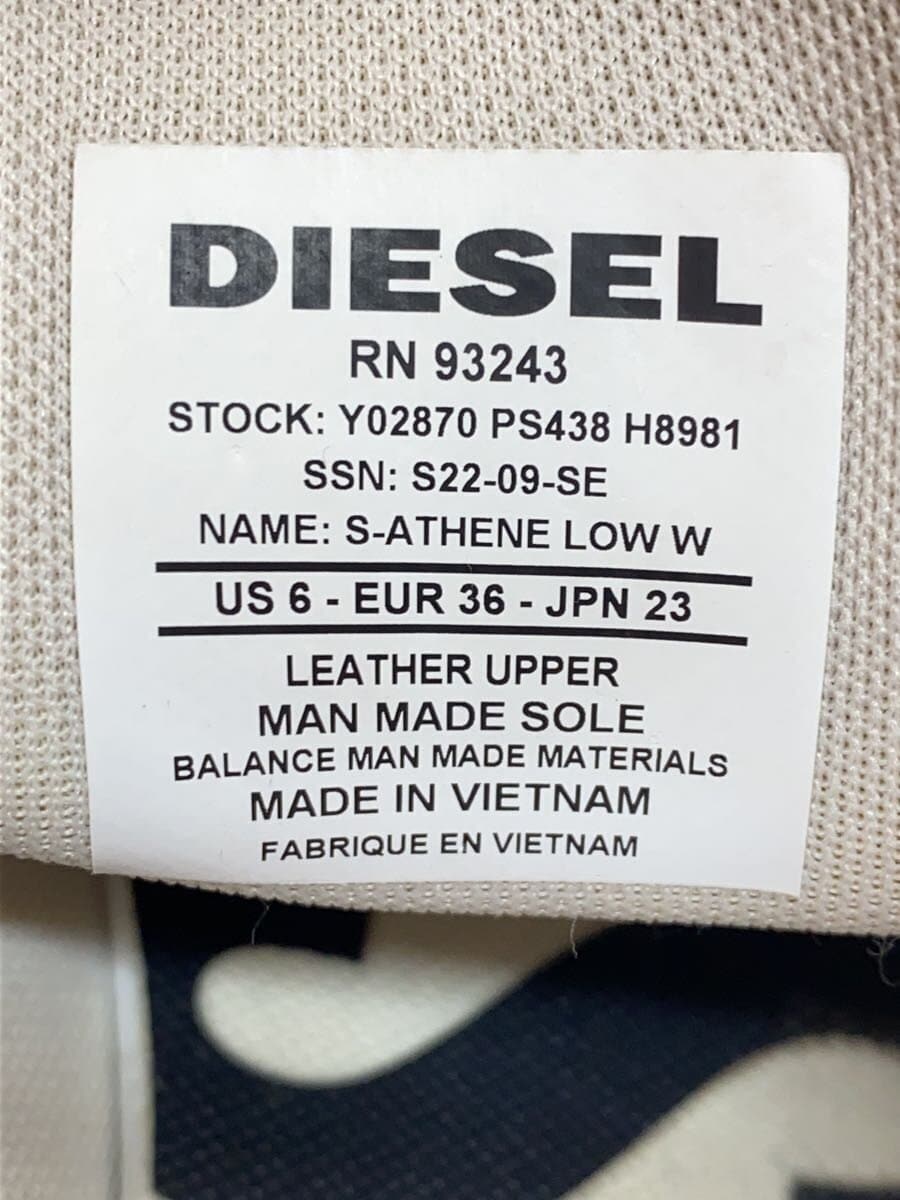 DIESEL
RN 93243
STOCK: Y02870 PS438 H8981
SSN: S22-09-SE
NAME: S-ATHENE LOW W
US 6 - EUR 36 - JPN 23
LEATHER UPPER
MAN MADE SOLE
BALANCE MAN MADE MATERIALS
MADE IN VIETNAM
FABRIQUE EN VIETNAM